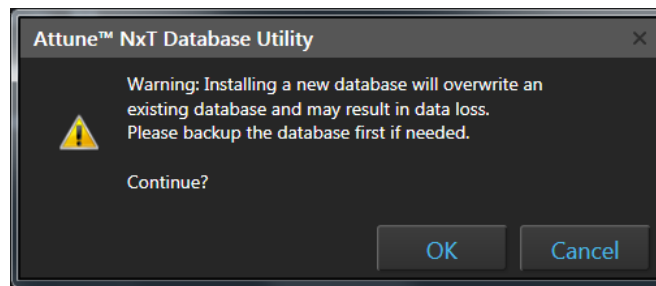 Attune™ NxT Database Utility
Warning: Installing a new database will overwrite an
existing database and may result in data loss.
Please backup the database first if needed.
Continue?
OK
Cancel